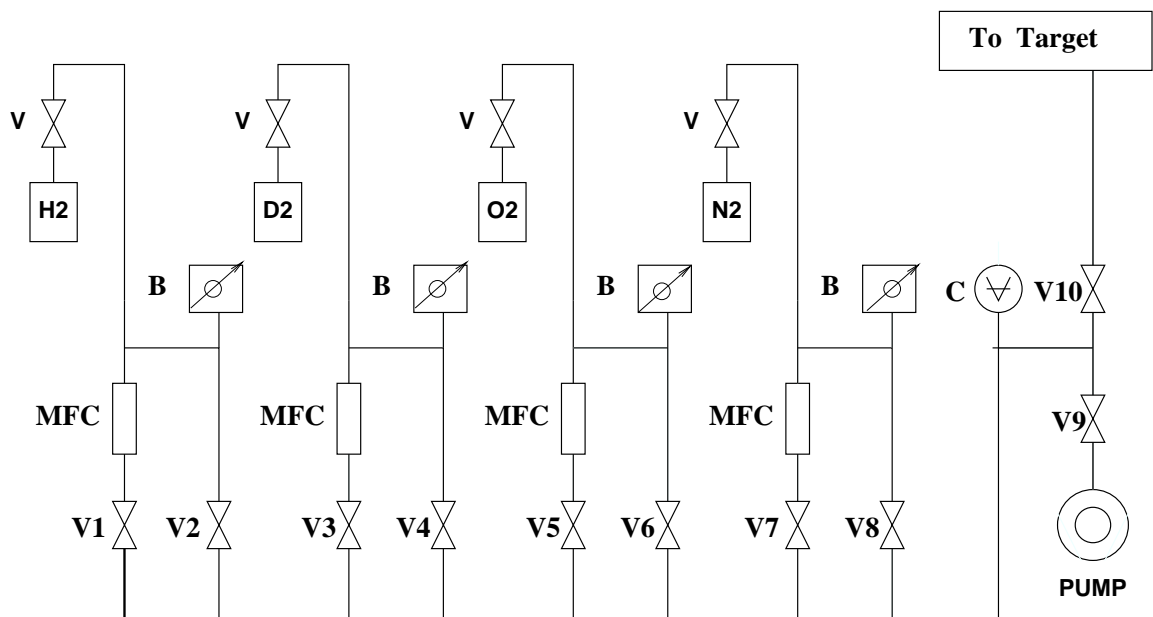 To Target
V V V V
H2 D2 O2 N2
B B B B C V10
MFC MFC MFC MFC V9
V1 V2 V3 V4 V5 V6 V7 V8
PUMP